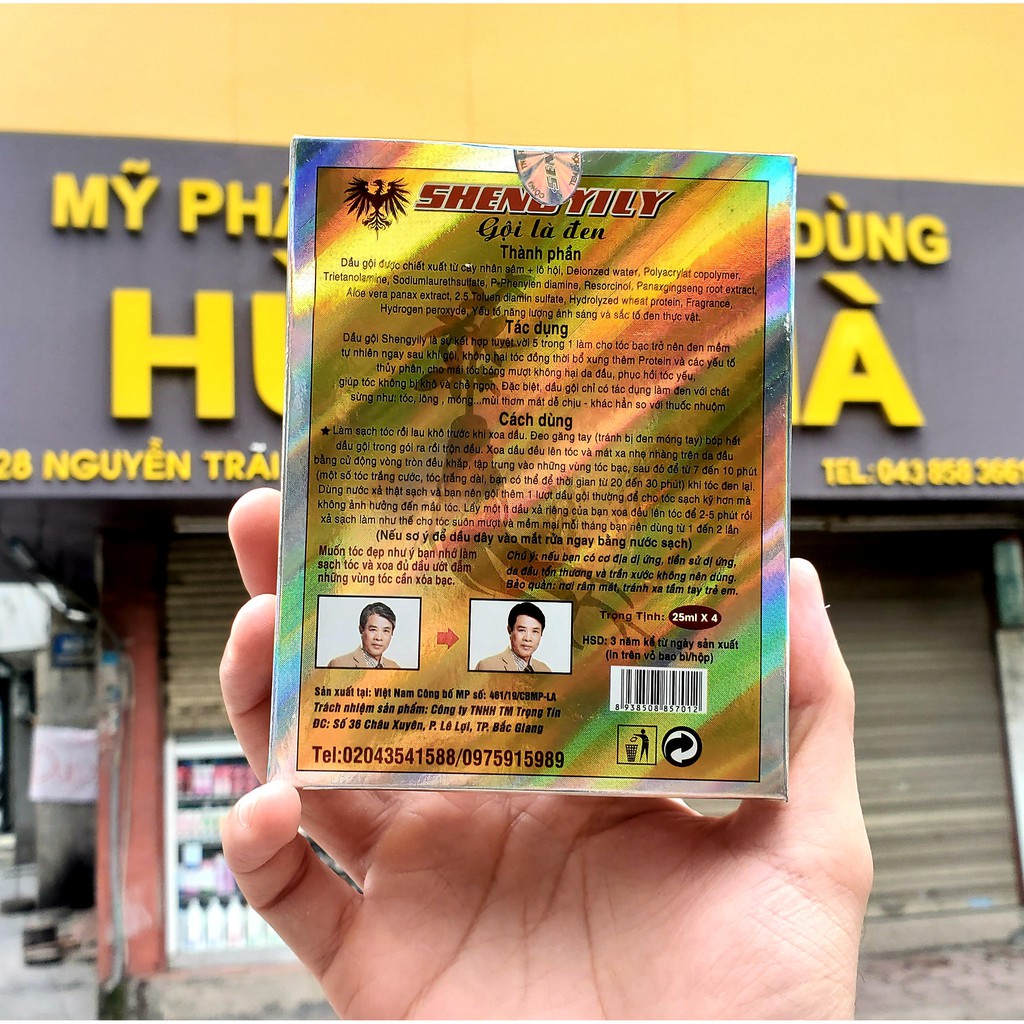 MỸ PH
DÙNG
HÙ
À
28 NGUYỄN TRÃI
TEL: 043 858 366
SHENG YILY
Gội là đen
Thành phần
Dầu gội được chiết xuất từ cây nhân sâm + lô hội, Deionzed water, Polyacrylat copolymer,
Trietanolamine, Sodiumlaurethsulfate, P-Phenylen diamine, Resorcinol, Panaxgingseng root extract,
Aloe vera panax extract, 2.5 Toluen diamin sulfate, Hydrolyzed wheat protein, Fragrance,
Hydrogen peroxyde, Yếu tố năng lượng ánh sáng và sắc tố đen thực vật.
Tác dụng
Dầu gội Shengyily là sự kết hợp tuyệt vời 5 trong 1 làm cho tóc bạc trở nên đen mềm
tự nhiên ngay sau khi gội, không hại tóc đồng thời bổ xung thêm Protein và các yếu tố
thủy phân, cho mái tóc bóng mượt không hại da đầu, phục hồi tóc yếu,
giúp tóc không bị khô và chẻ ngọn. Đặc biệt, dầu gội chỉ có tác dụng làm đen với chất
sừng như: tóc, lông , móng...mùi thơm mát dễ chịu - khác hẳn so với thuốc nhuộm
Cách dùng
★ Làm sạch tóc rồi lau khô trước khi xoa dầu. Đeo găng tay (tránh bị đen móng tay) bóp hết
dầu gội trong gói ra rồi trộn đều. Xoa dầu đều lên tóc và mát xa nhẹ nhàng trên da đầu
bằng cử động vòng tròn đều khắp, tập trung vào những vùng tóc bạc, sau đó để từ 7 đến 10 phút
(một số tóc trắng cước, tóc trắng dài, bạn có thể để thời gian từ 20 đến 30 phút) khi tóc đen lại.
Dùng nước xả thật sạch và bạn nên gội thêm 1 lượt dầu gội thường để cho tóc sạch kỹ hơn mà
không ảnh hưởng đến mầu tóc. Lấy một ít dầu xả riêng của bạn xoa đều lên tóc để 2-5 phút rồi
xả sạch làm như thế cho tóc suôn mượt và mềm mại mỗi tháng bạn nên dùng từ 1 đến 2 lần
(Nếu sơ ý để dầu dây vào mắt rửa ngay bằng nước sạch)
Muốn tóc đẹp như ý bạn nhớ làm
sạch tóc và xoa đủ dầu ướt đẫm
những vùng tóc cần xóa bạc.
Chú ý: nếu bạn có cơ địa dị ứng, tiền sử dị ứng,
da đầu tổn thương và trần xước không nên dùng.
Bảo quản: nơi râm mát, tránh xa tầm tay trẻ em.
Trọng Tịnh: 25ml X 4
HSD: 3 năm kể từ ngày sản xuất
(in trên vỏ bao bì/hộp)
8 938508 857012
Sản xuất tại: Việt Nam Công bố MP số: 461/19/CBMP-LA
Trách nhiệm sản phẩm: Công ty TNHH TM Trọng Tín
ĐC: Số 36 Châu Xuyên, P. Lê Lợi, TP. Bắc Giang
Tel:02043541588/0975915989